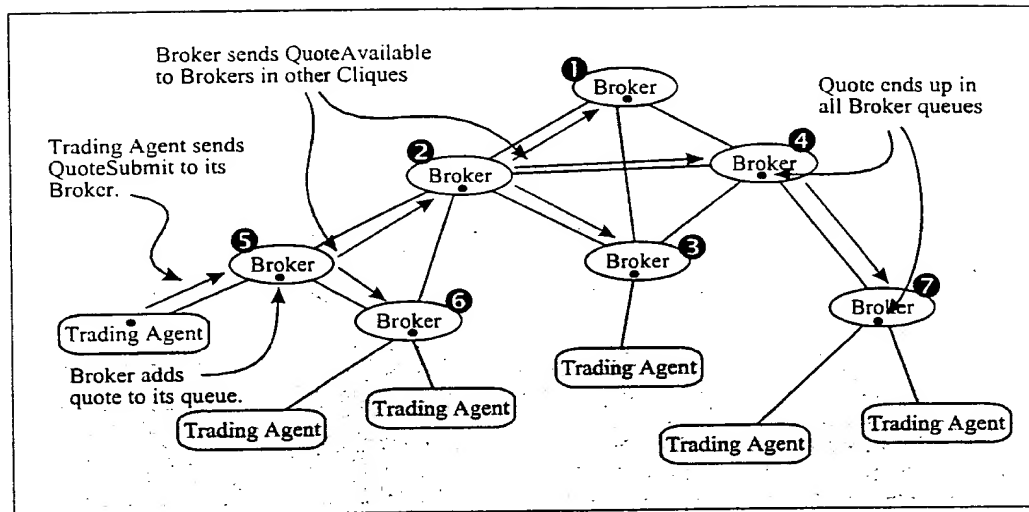 Broker sends QuoteAvailable
to Brokers in other Cliques
1
Broker
Quote ends up in
all Broker queues
Trading Agent sends
QuoteSubmit to its
Broker.
2
Broker
4
Broker
5
Broker
3
Broker
6
Broker
7
Broker
Trading Agent
Broker adds
quote to its queue.
Trading Agent
Trading Agent
Trading Agent
Trading Agent
Trading Agent